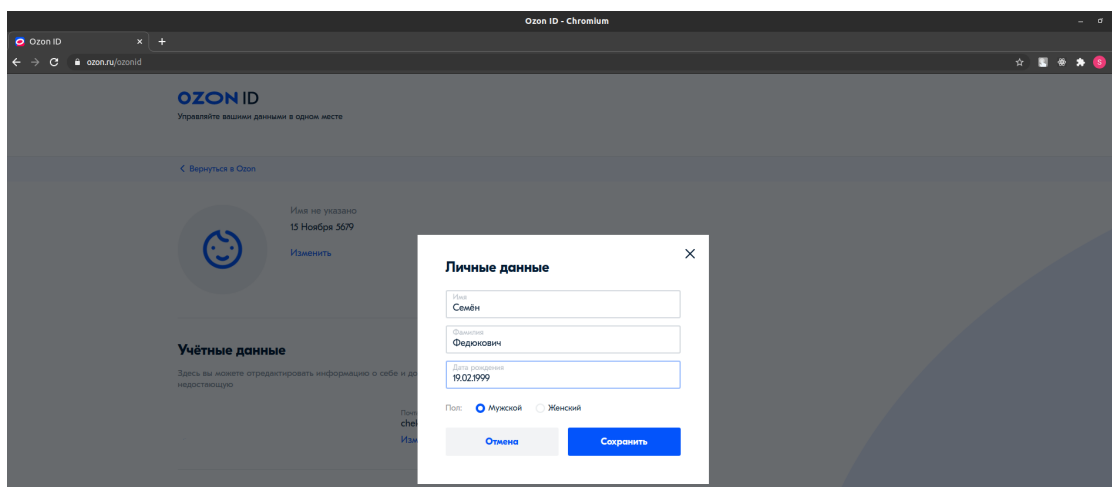 Ozon ID - Chromium
Ozon ID
ozon.ru/ozonid
S
OZON ID
Управляйте вашими данными в одном месте
Вернуться в Ozon
Имя не указано
15 Ноября 5679
Изменить
Личные данные
Имя
Семён
Фамилия
Федюкович
Дата рождения
19.02.1999
Пол: Мужской Женский
Отмена Сохранить
Учётные данные
Здесь вы можете отредактировать информацию о себе и до
недостающую
chel
Изм